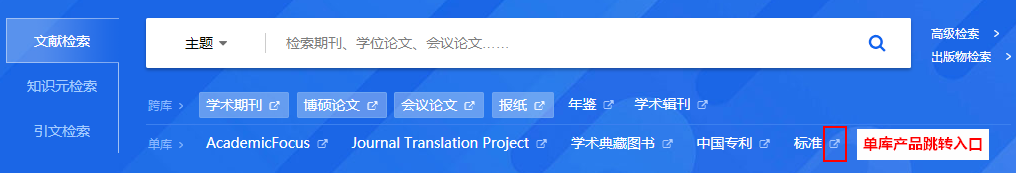 文献检索
知识元检索
引文检索
主题
检索期刊、学位论文、会议论文……
高级检索 >
出版物检索 >
跨库 > 学术期刊 博硕论文 会议论文 报纸 年鉴 学术辑刊
单库 > AcademicFocus Journal Translation Project 学术典藏图书 中国专利 标准 单库产品跳转入口